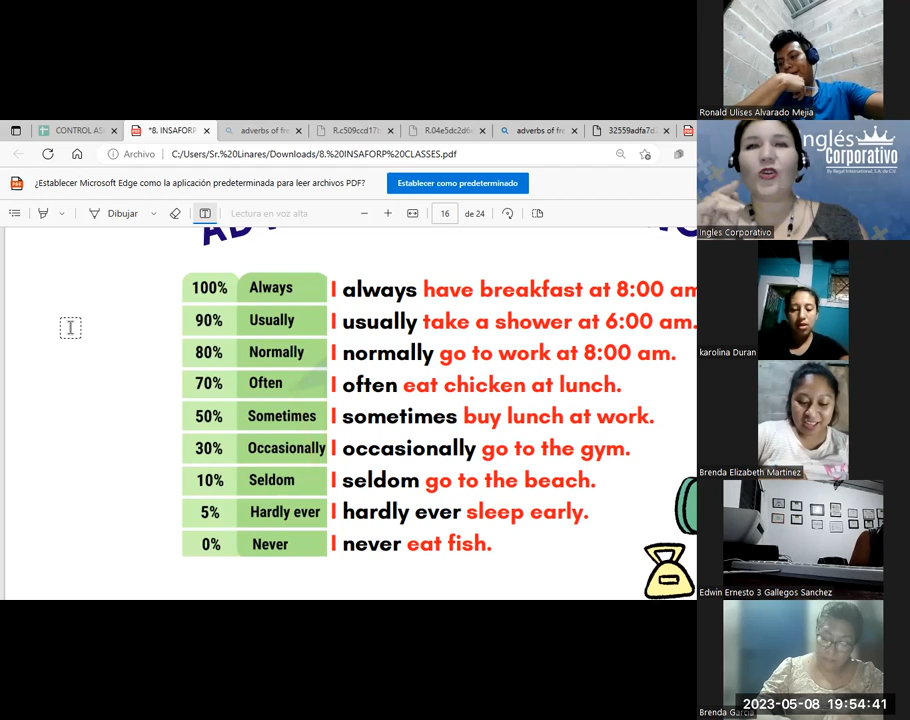 CONTROL AS
*8. INSAFORP
adverbs of fre
R.c509ccd17
R.04e5dc2d6
adverbs of fre
32559adfa7d
Archivo
C:/Users/Sr.%20Linares/Downloads/8.%20INSAFORP%20CLASSES.pdf
¿Establecer Microsoft Edge como la aplicación predeterminada para leer archivos PDF?
Establecer como predeterminado
Dibujar
Lectura en voz alta
16
de 24
100% Always I always have breakfast at 8:00 am
90% Usually I usually take a shower at 6:00 am.
80% Normally I normally go to work at 8:00 am.
70% Often I often eat chicken at lunch.
50% Sometimes I sometimes buy lunch at work.
30% Occasionally I occasionally go to the gym.
10% Seldom I seldom go to the beach.
5% Hardly ever I hardly ever sleep early.
0% Never I never eat fish.
Ronald Ulises Alvarado Mejia
nglés
Corporativo
By Regal International, S.A. de C.V.
Ingles Corporativo
karolina Duran
Brenda Elizabeth Martinez
Edwin Ernesto 3 Gallegos Sanchez
Brenda Garcia
2023-05-08 19:54:41